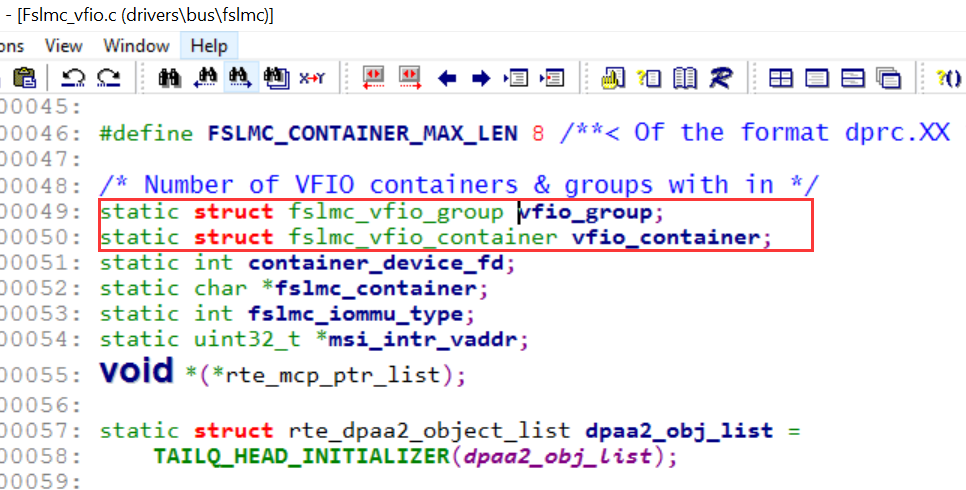 - [Fslmc_vfio.c (drivers\bus\fslmc)]
ons View Window Help
00045:
00046: #define FSLMC_CONTAINER_MAX_LEN 8 /**< Of the format dprc.XX
00047:
00048: /* Number of VFIO containers & groups with in */
00049: static struct fslmc_vfio_group vfio_group;
00050: static struct fslmc_vfio_container vfio_container;
00051: static int container_device_fd;
00052: static char *fslmc_container;
00053: static int fslmc_iommu_type;
00054: static uint32_t *msi_intr_vaddr;
00055: void *(*rte_mcp_ptr_list);
00056:
00057: static struct rte_dpaa2_object_list dpaa2_obj_list =
00058: TAILQ_HEAD_INITIALIZER(dpaa2_obj_list);
00059: